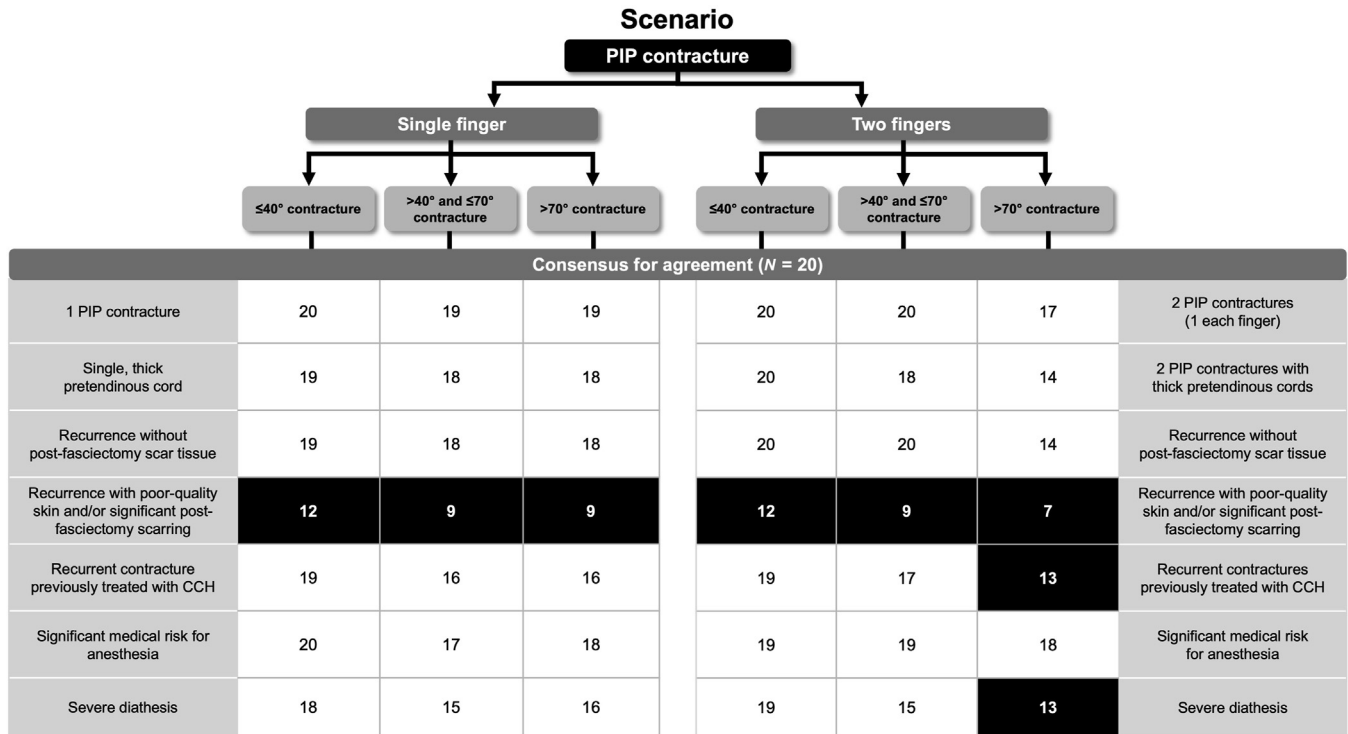 Scenario
PIP contracture
Single finger
Two fingers
≤40° contracture
>40° and ≤70°
contracture
>70° contracture
≤40° contracture
>40° and ≤70°
contracture
>70° contracture
Consensus for agreement (N = 20)
1 PIP contracture
20
19
19
20
20
17
2 PIP contractures
(1 each finger)
Single, thick
pretendinous cord
19
18
18
20
18
14
2 PIP contractures with
thick pretendinous cords
Recurrence without
post-fasciectomy scar tissue
19
18
18
20
20
14
Recurrence without
post-fasciectomy scar tissue
Recurrence with poor-quality
skin and/or significant post-
fasciectomy scarring
12
9
9
12
9
7
Recurrence with poor-quality
skin and/or significant post-
fasciectomy scarring
Recurrent contracture
previously treated with CCH
19
16
16
19
17
13
Recurrent contractures
previously treated with CCH
Significant medical risk for
anesthesia
20
17
18
19
19
18
Significant medical risk
for anesthesia
Severe diathesis
18
15
16
19
15
13
Severe diathesis